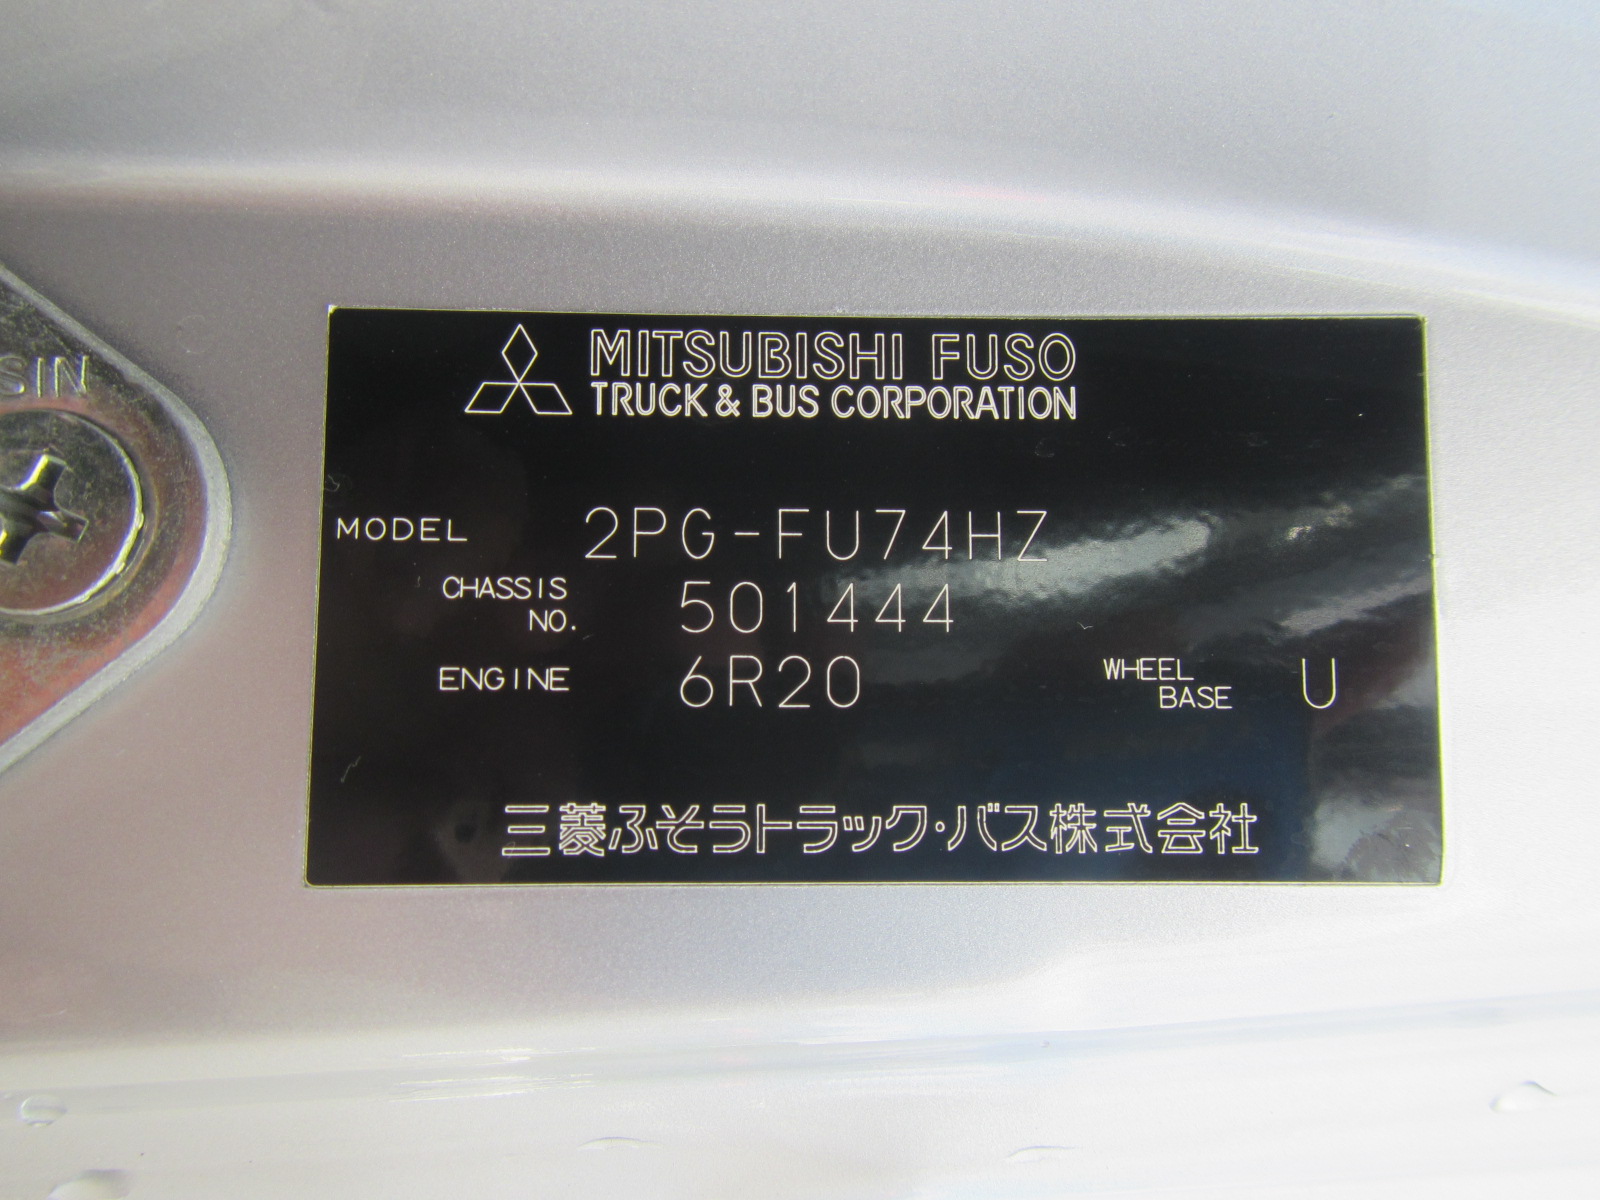 SIN
MITSUBISHI FUSO
TRUCK & BUS CORPORATION
MODEL 2PG-FU74HZ
CHASSIS NO. 501444
ENGINE 6R20 WHEEL BASE U
三菱ふそうトラック・バス株式会社